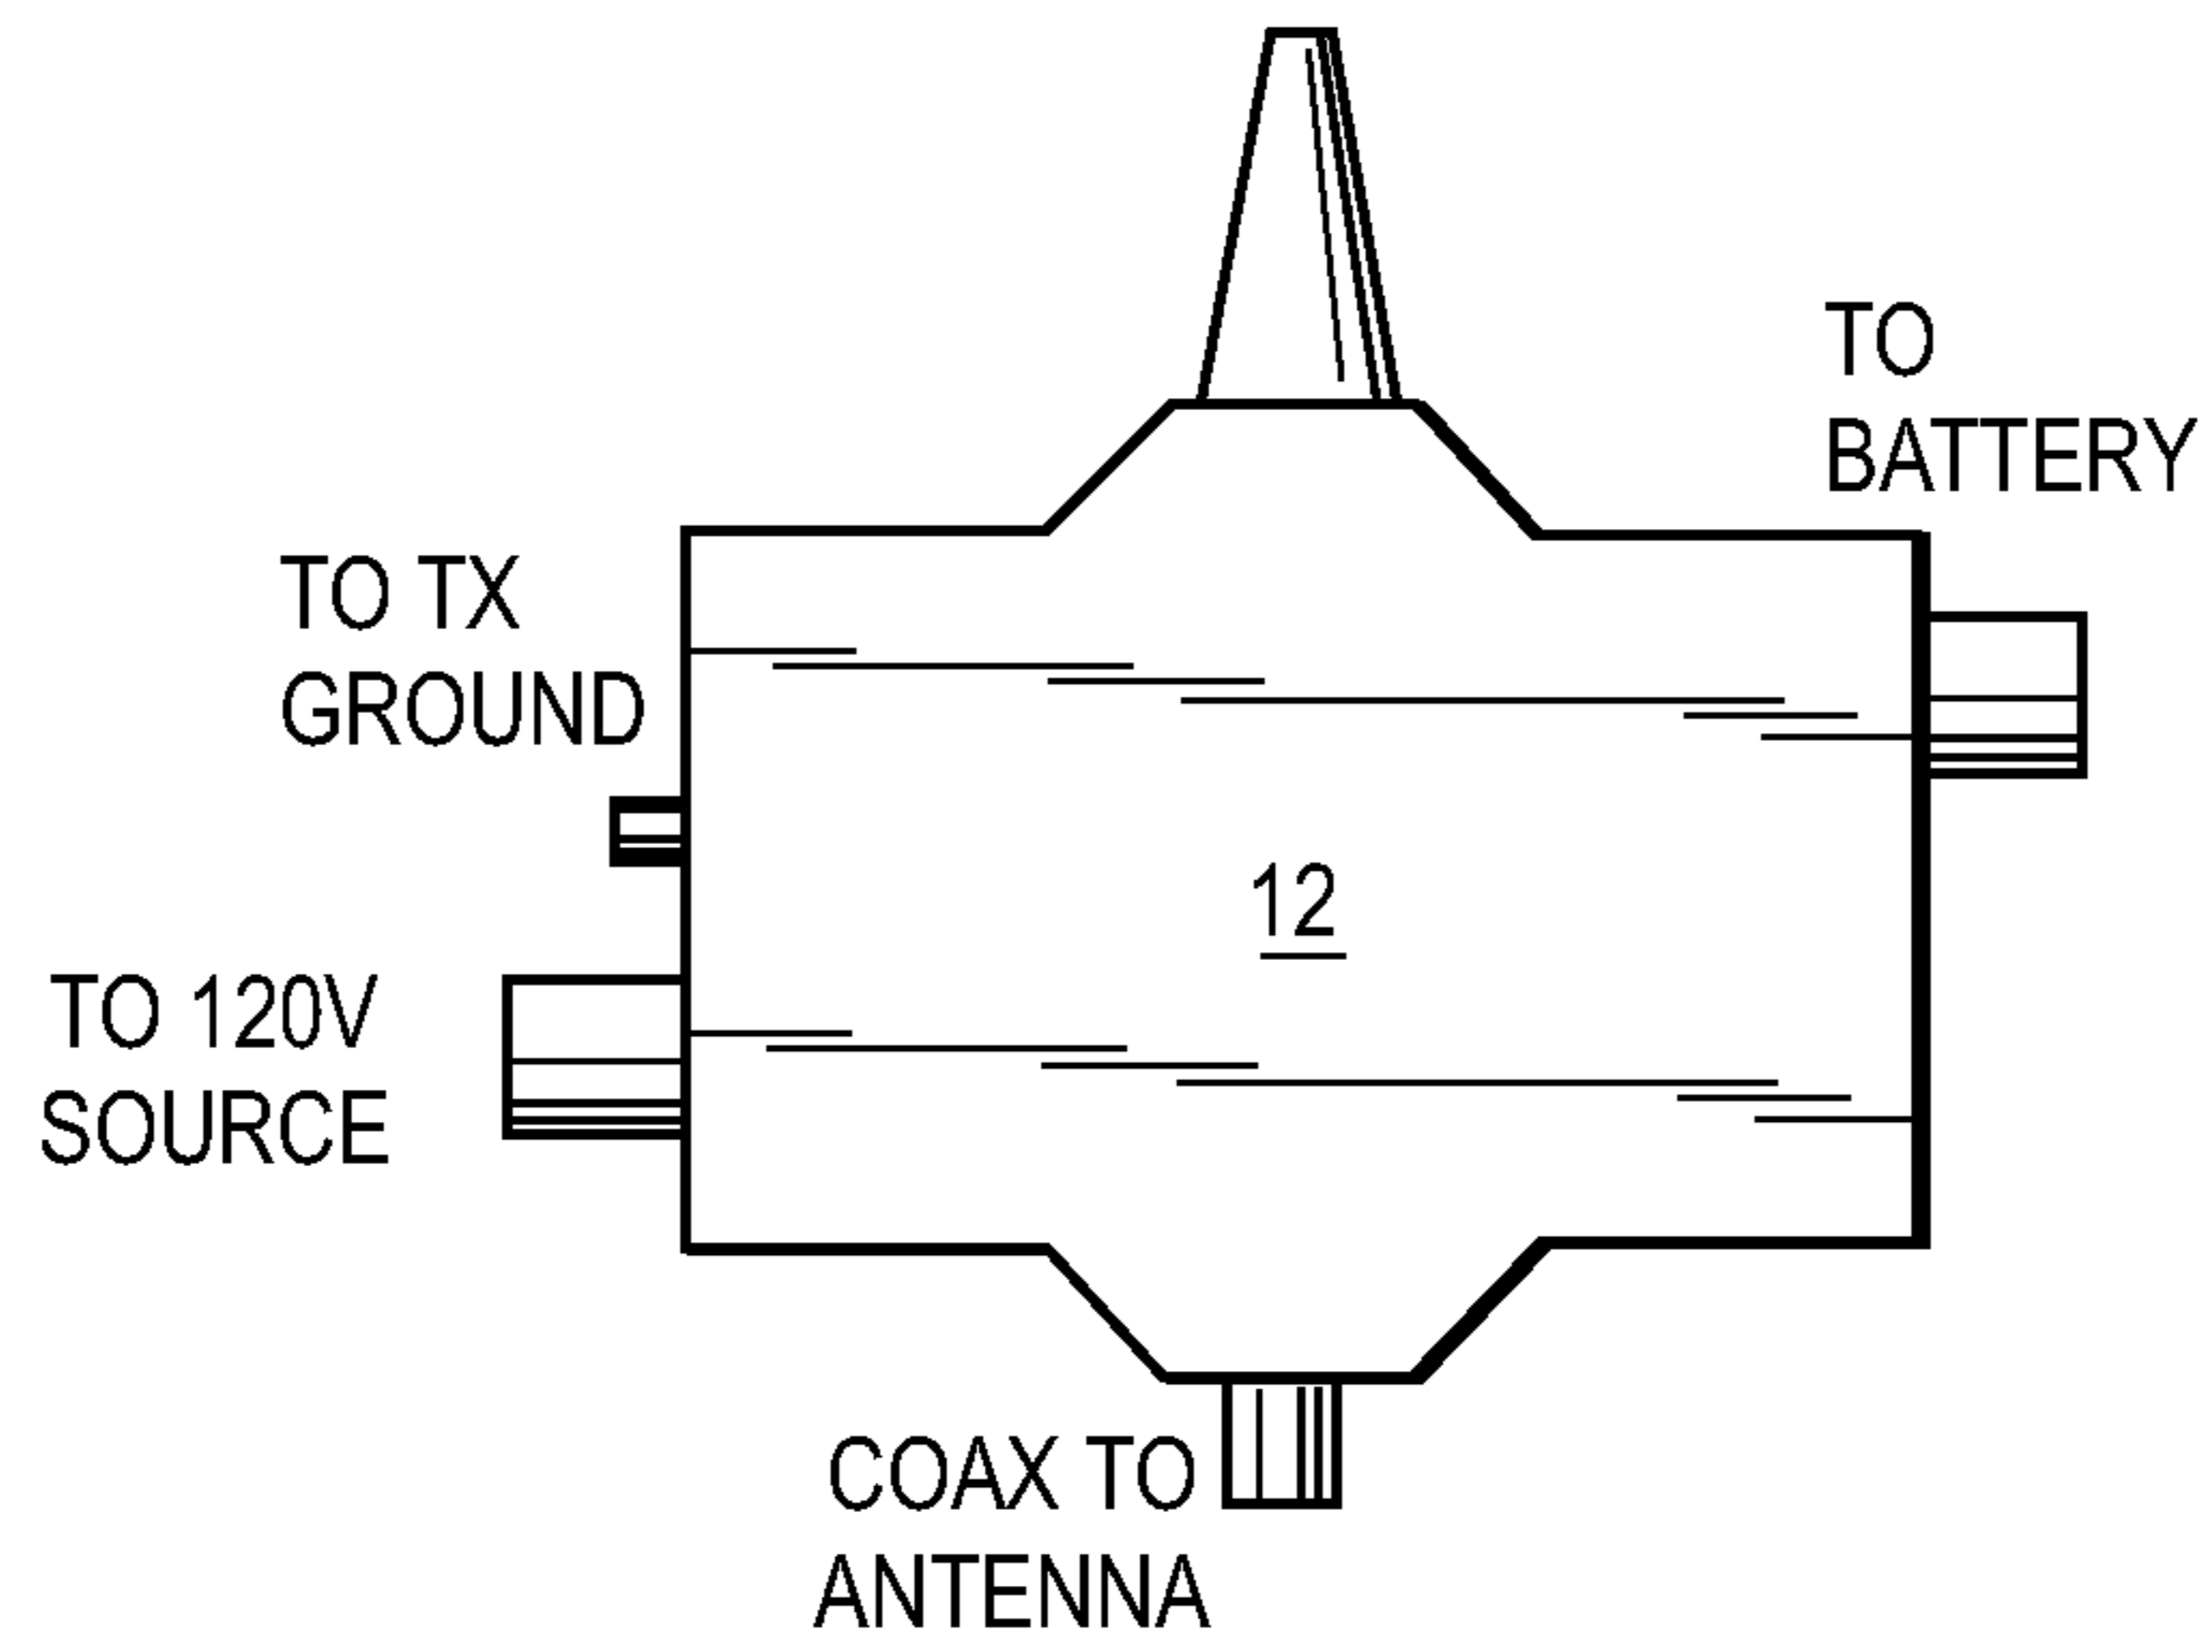 TO
BATTERY
TO TX
GROUND
12
TO 120V
SOURCE
COAX TO
ANTENNA